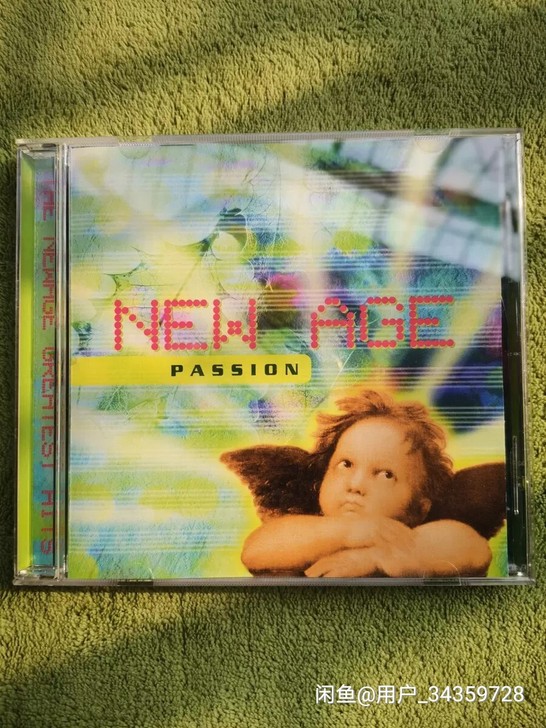 NEW AGE
PASSION
THE NEWAGE GREATEST HITS
闲鱼@用户_34359728